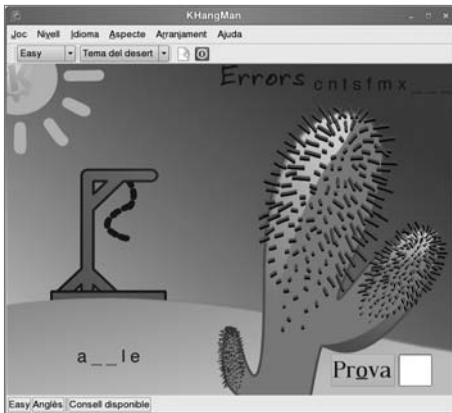 KHangMan
Joc Nivell Idioma Aspecte Arranjament Ajuda
Easy Tema del desert
Errors c n t s f m x _ _ _
a _ _ l e
Prova
Easy Anglès Consell disponible